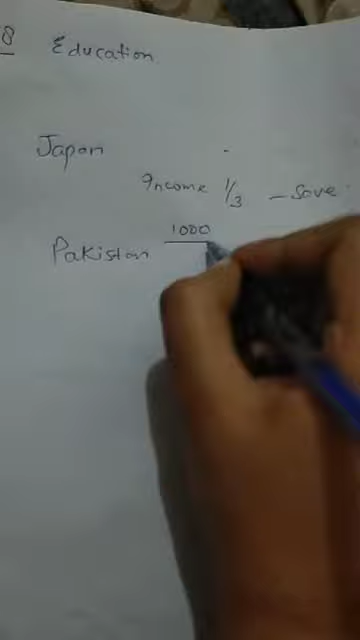 8 Education
Japan
Income 1/3 - Save
1000
Pakistan